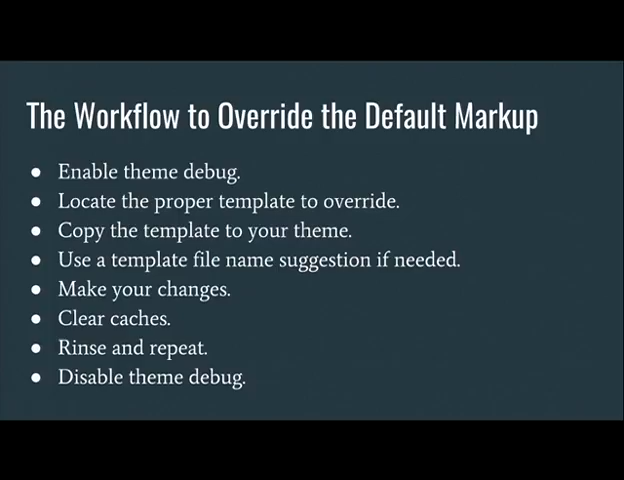 The Workflow to Override the Default Markup
● Enable theme debug.
● Locate the proper template to override.
● Copy the template to your theme.
● Use a template file name suggestion if needed.
● Make your changes.
● Clear caches.
● Rinse and repeat.
● Disable theme debug.